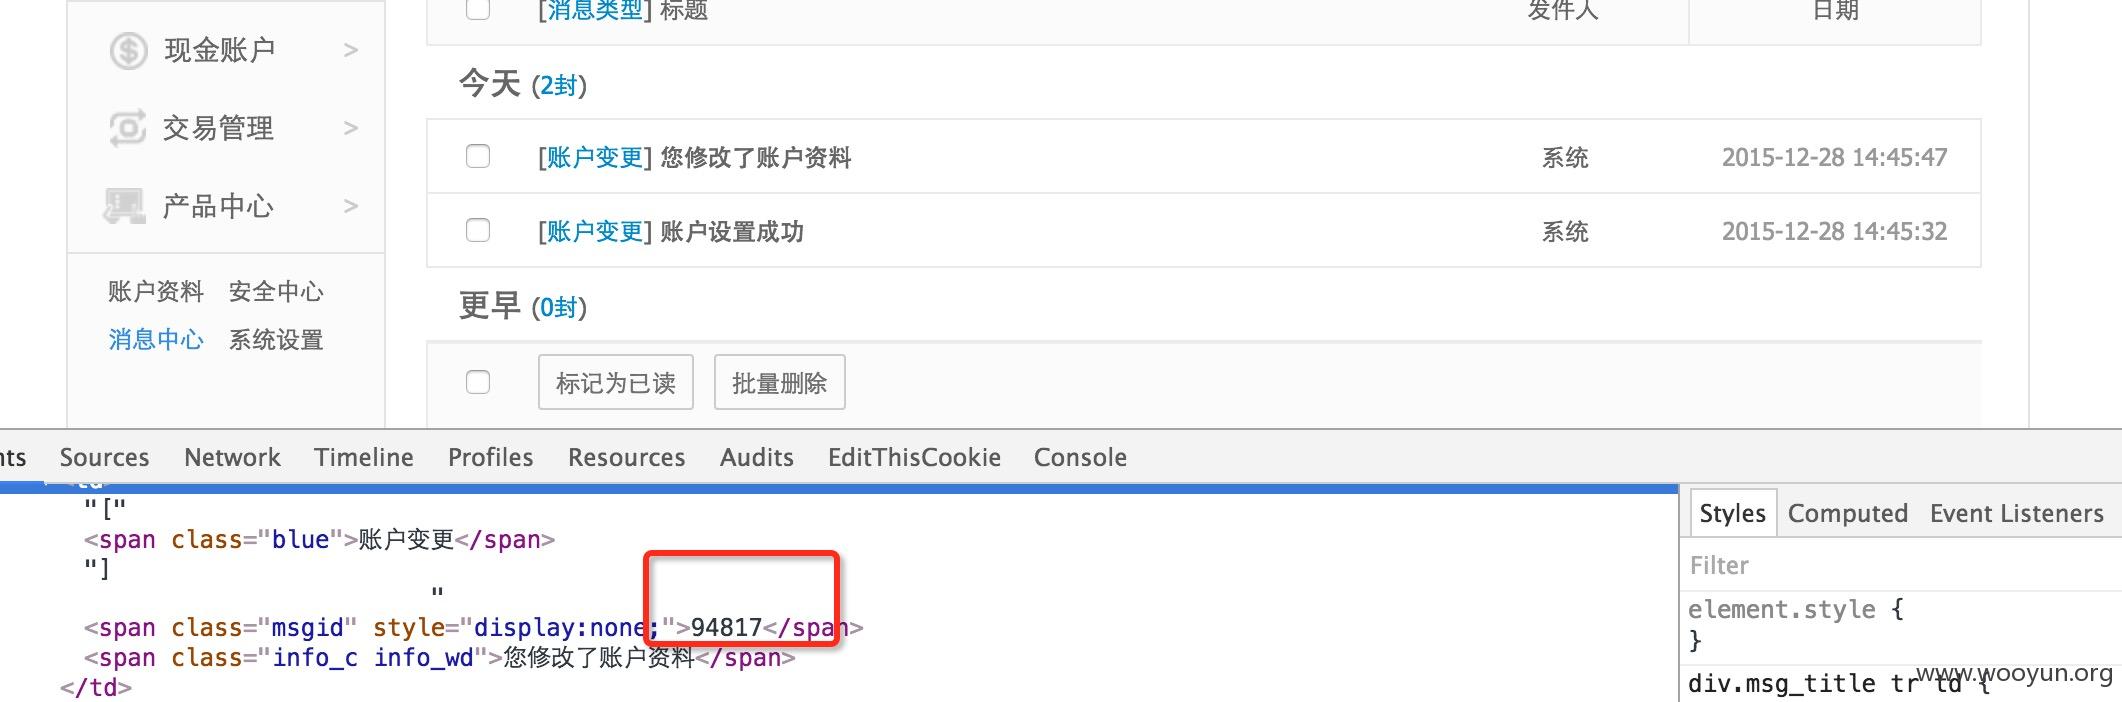 [消息类型] 标题 发件人 日期
现金账户 >
交易管理 >
产品中心 >
账户资料 安全中心
消息中心 系统设置
今天 (2封)
[账户变更] 您修改了账户资料 系统 2015-12-28 14:45:47
[账户变更] 账户设置成功 系统 2015-12-28 14:45:32
更早 (0封)
标记为已读 批量删除
nts Sources Network Timeline Profiles Resources Audits EditThisCookie Console
<td>
"["
<span class="blue">账户变更</span>
"]
"
<span class="msgid" style="display:none;">94817</span>
<span class="info_c info_wd">您修改了账户资料</span>
</td>
Styles Computed Event Listeners
Filter
element.style {
}
div.msg_title tr td {
www.wooyun.org